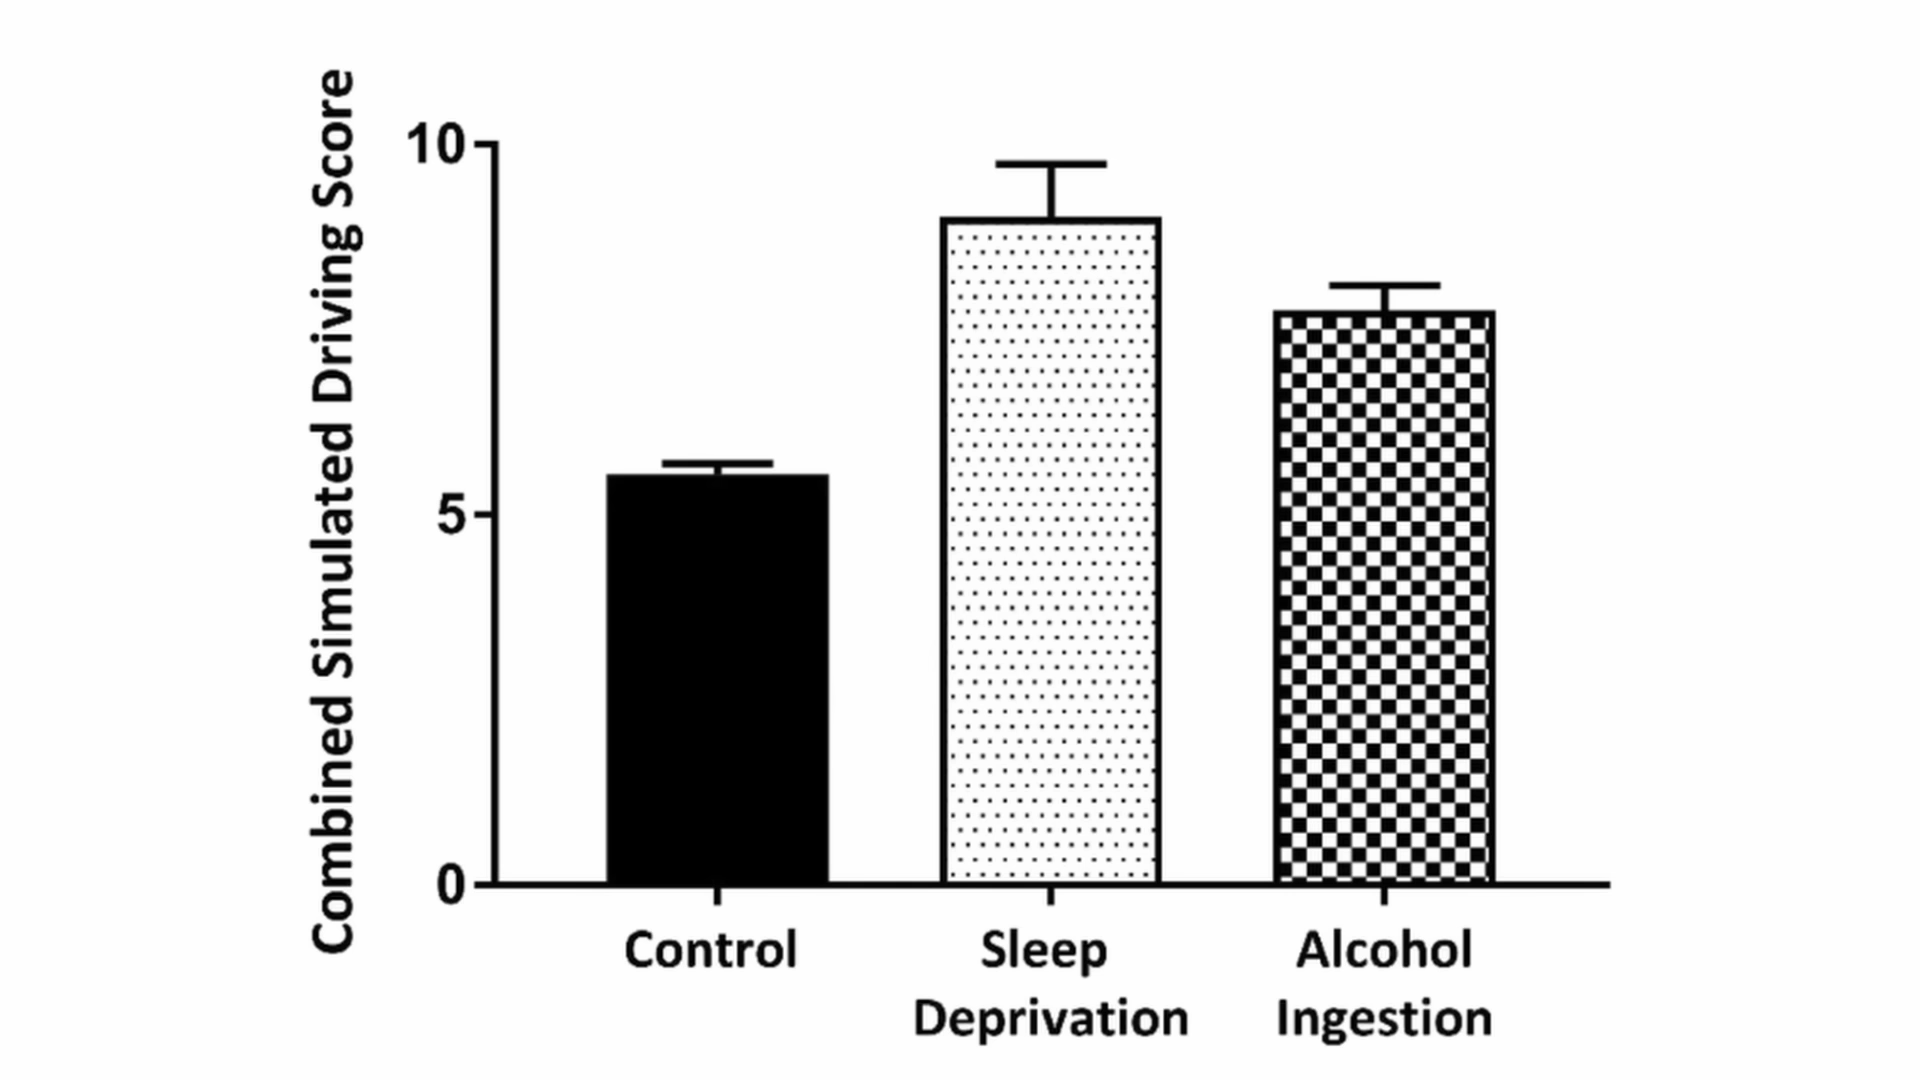 Combined Simulated Driving Score
10
5
0
Control
Sleep
Deprivation
Alcohol
Ingestion